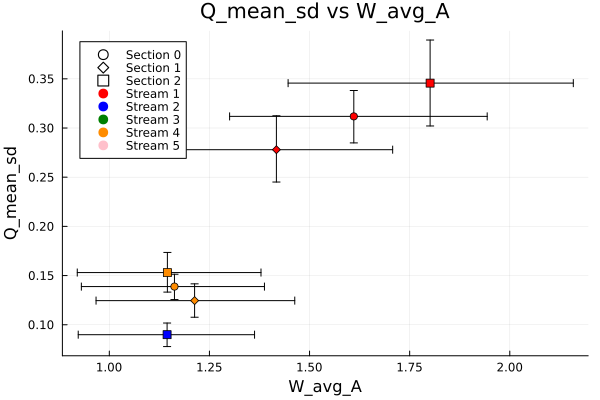 Q_mean_sd vs W_avg_A
Section 0
Section 1
Section 2
Stream 1
Stream 2
Stream 3
Stream 4
Stream 5
Q_mean_sd
0.35
0.30
0.25
0.20
0.15
0.10
1.00 1.25 1.50 1.75 2.00
W_avg_A